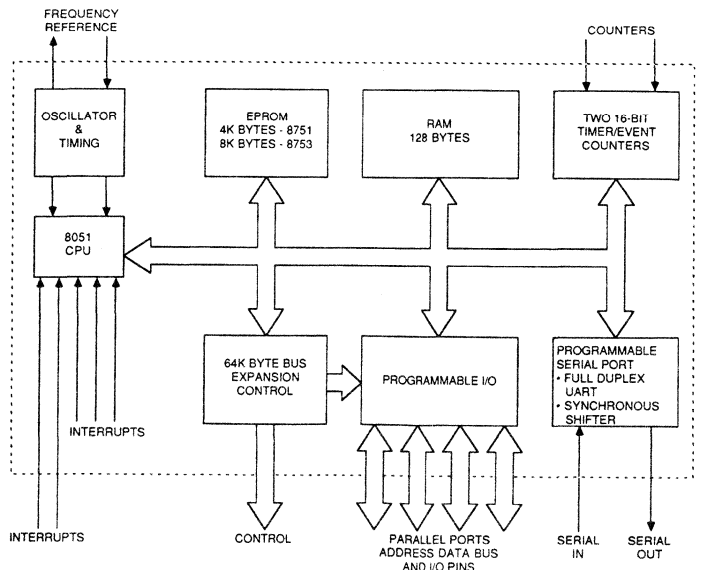 FREQUENCY
REFERENCE
COUNTERS
OSCILLATOR
&
TIMING
EPROM
4K BYTES - 8751
8K BYTES - 8753
RAM
128 BYTES
TWO 16-BIT
TIMER/EVENT
COUNTERS
8051
CPU
64K BYTE BUS
EXPANSION
CONTROL
PROGRAMMABLE I/O
PROGRAMMABLE
SERIAL PORT
• FULL DUPLEX
UART
• SYNCHRONOUS
SHIFTER
INTERRUPTS
INTERRUPTS
CONTROL
PARALLEL PORTS
ADDRESS DATA BUS
AND I/O PINS
SERIAL
IN
SERIAL
OUT